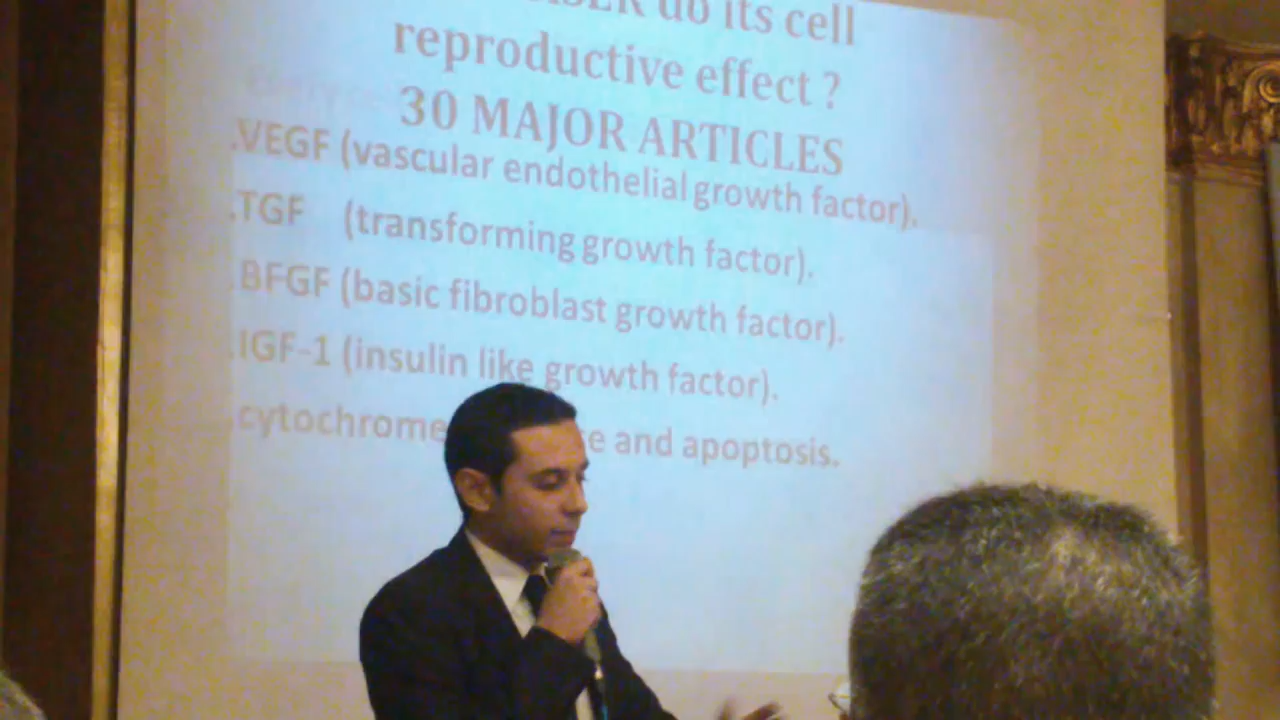 do its cell
reproductive effect ?
30 MAJOR ARTICLES
.VEGF (vascular endothelial growth factor).
.TGF (transforming growth factor).
.BFGF (basic fibroblast growth factor).
.IGF-1 (insulin like growth factor).
.cytochrome and apoptosis.